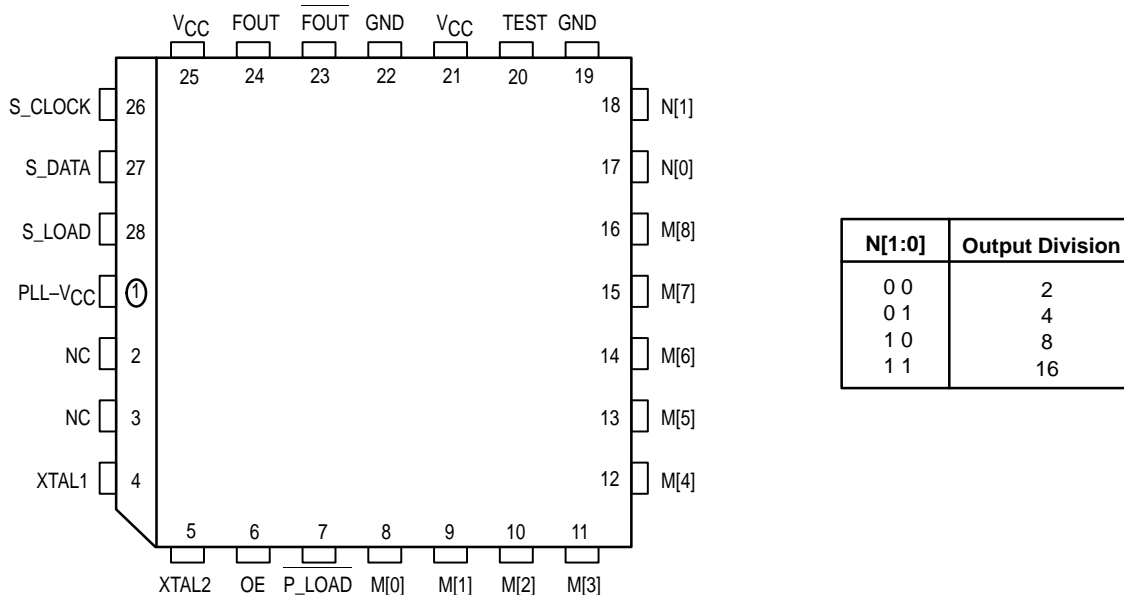 VCC FOUT FOUT GND VCC TEST GND
25 24 23 22 21 20 19
S_CLOCK 26 18 N[1]
S_DATA 27 17 N[0]
S_LOAD 28 16 M[8]
PLL–VCC 1 15 M[7]
NC 2 14 M[6]
NC 3 13 M[5]
XTAL1 4 12 M[4]
5 6 7 8 9 10 11
XTAL2 OE P_LOAD M[0] M[1] M[2] M[3]
N[1:0] Output Division
0 0 2
0 1 4
1 0 8
1 1 16